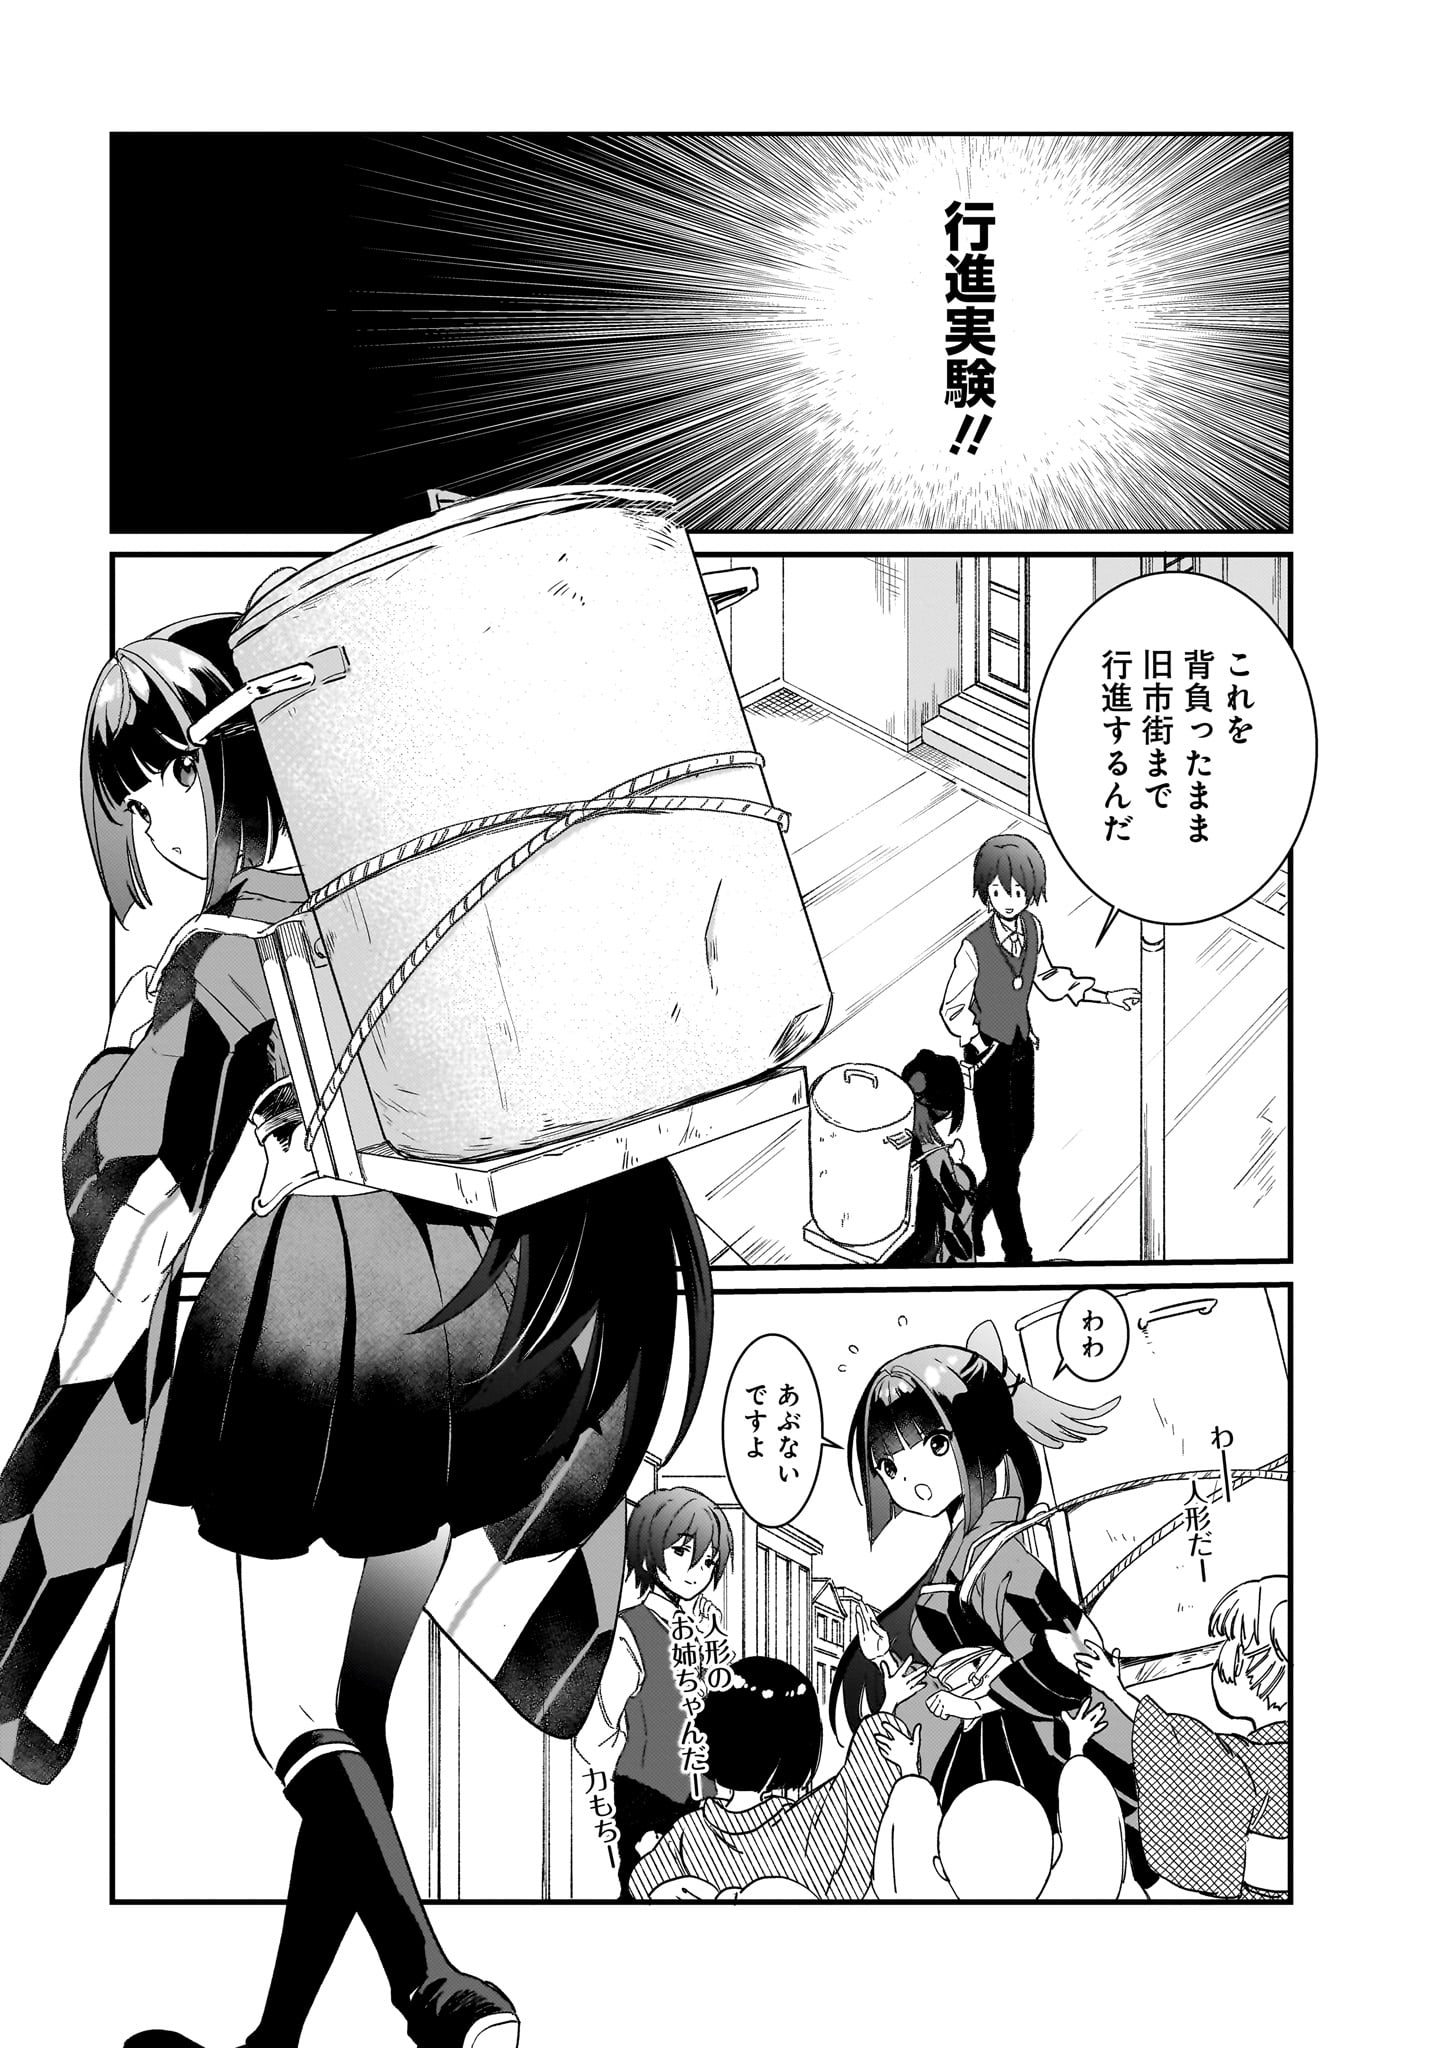 行進実験!!
これを
背負ったまま
旧市街まで
行進するんだ
わわ
わー
人形だー
あぶない
ですよ
人形の
お姉ちゃんだー
力もちー